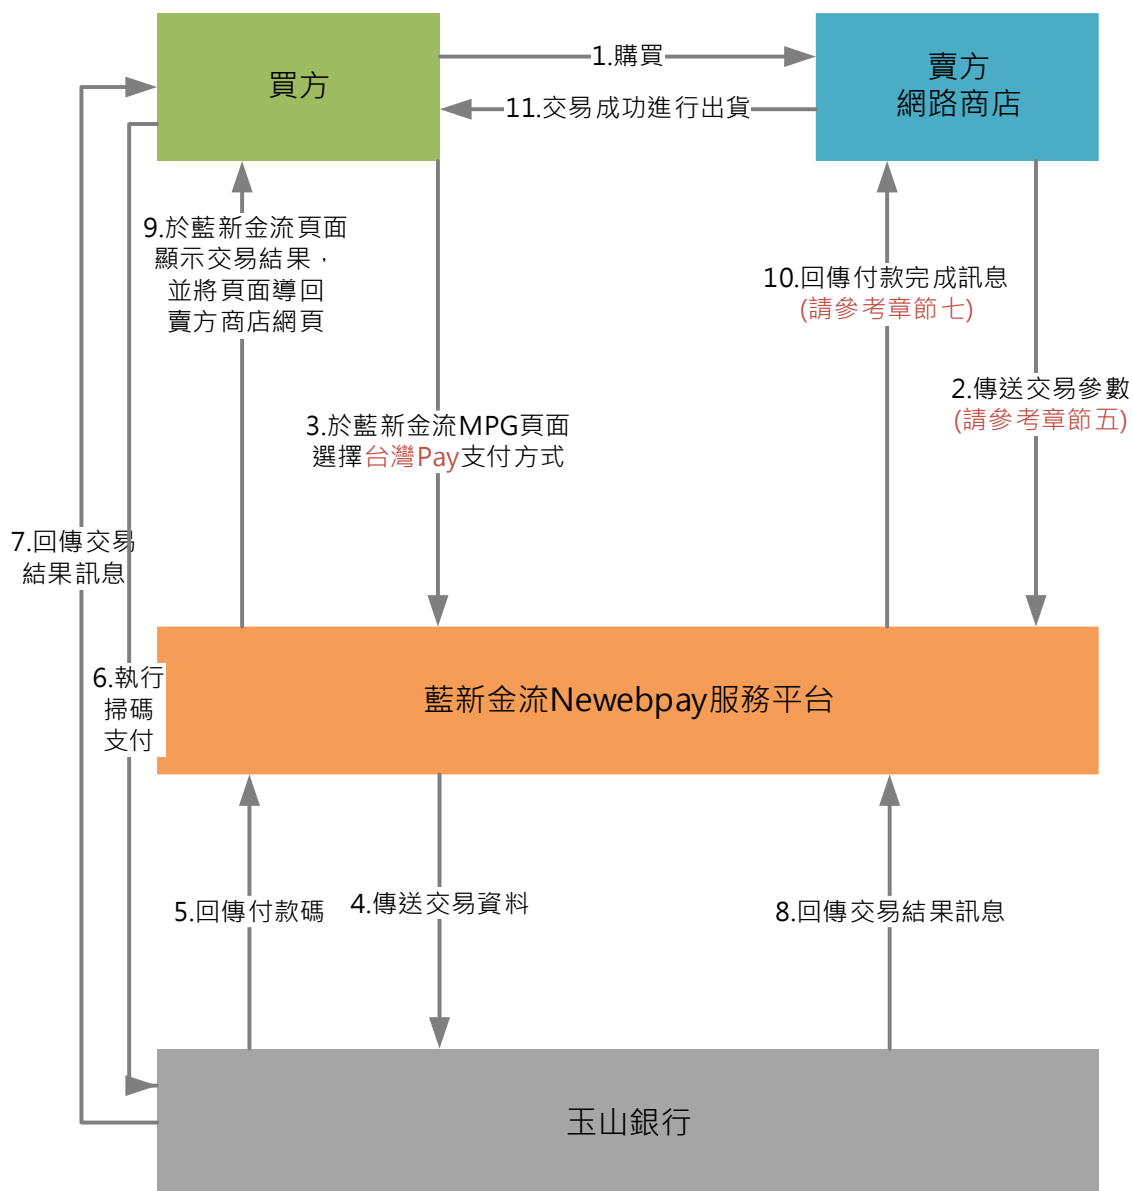 買方
1.購買
賣方
網路商店
11.交易成功進行出貨
9.於藍新金流頁面
顯示交易結果，
並將頁面導回
賣方商店網頁
10.回傳付款完成訊息
(請參考章節七)
2.傳送交易參數
(請參考章節五)
3.於藍新金流MPG頁面
選擇台灣Pay支付方式
7.回傳交易
結果訊息
6.執行
掃碼
支付
藍新金流Newebpay服務平台
5.回傳付款碼
4.傳送交易資料
8.回傳交易結果訊息
玉山銀行